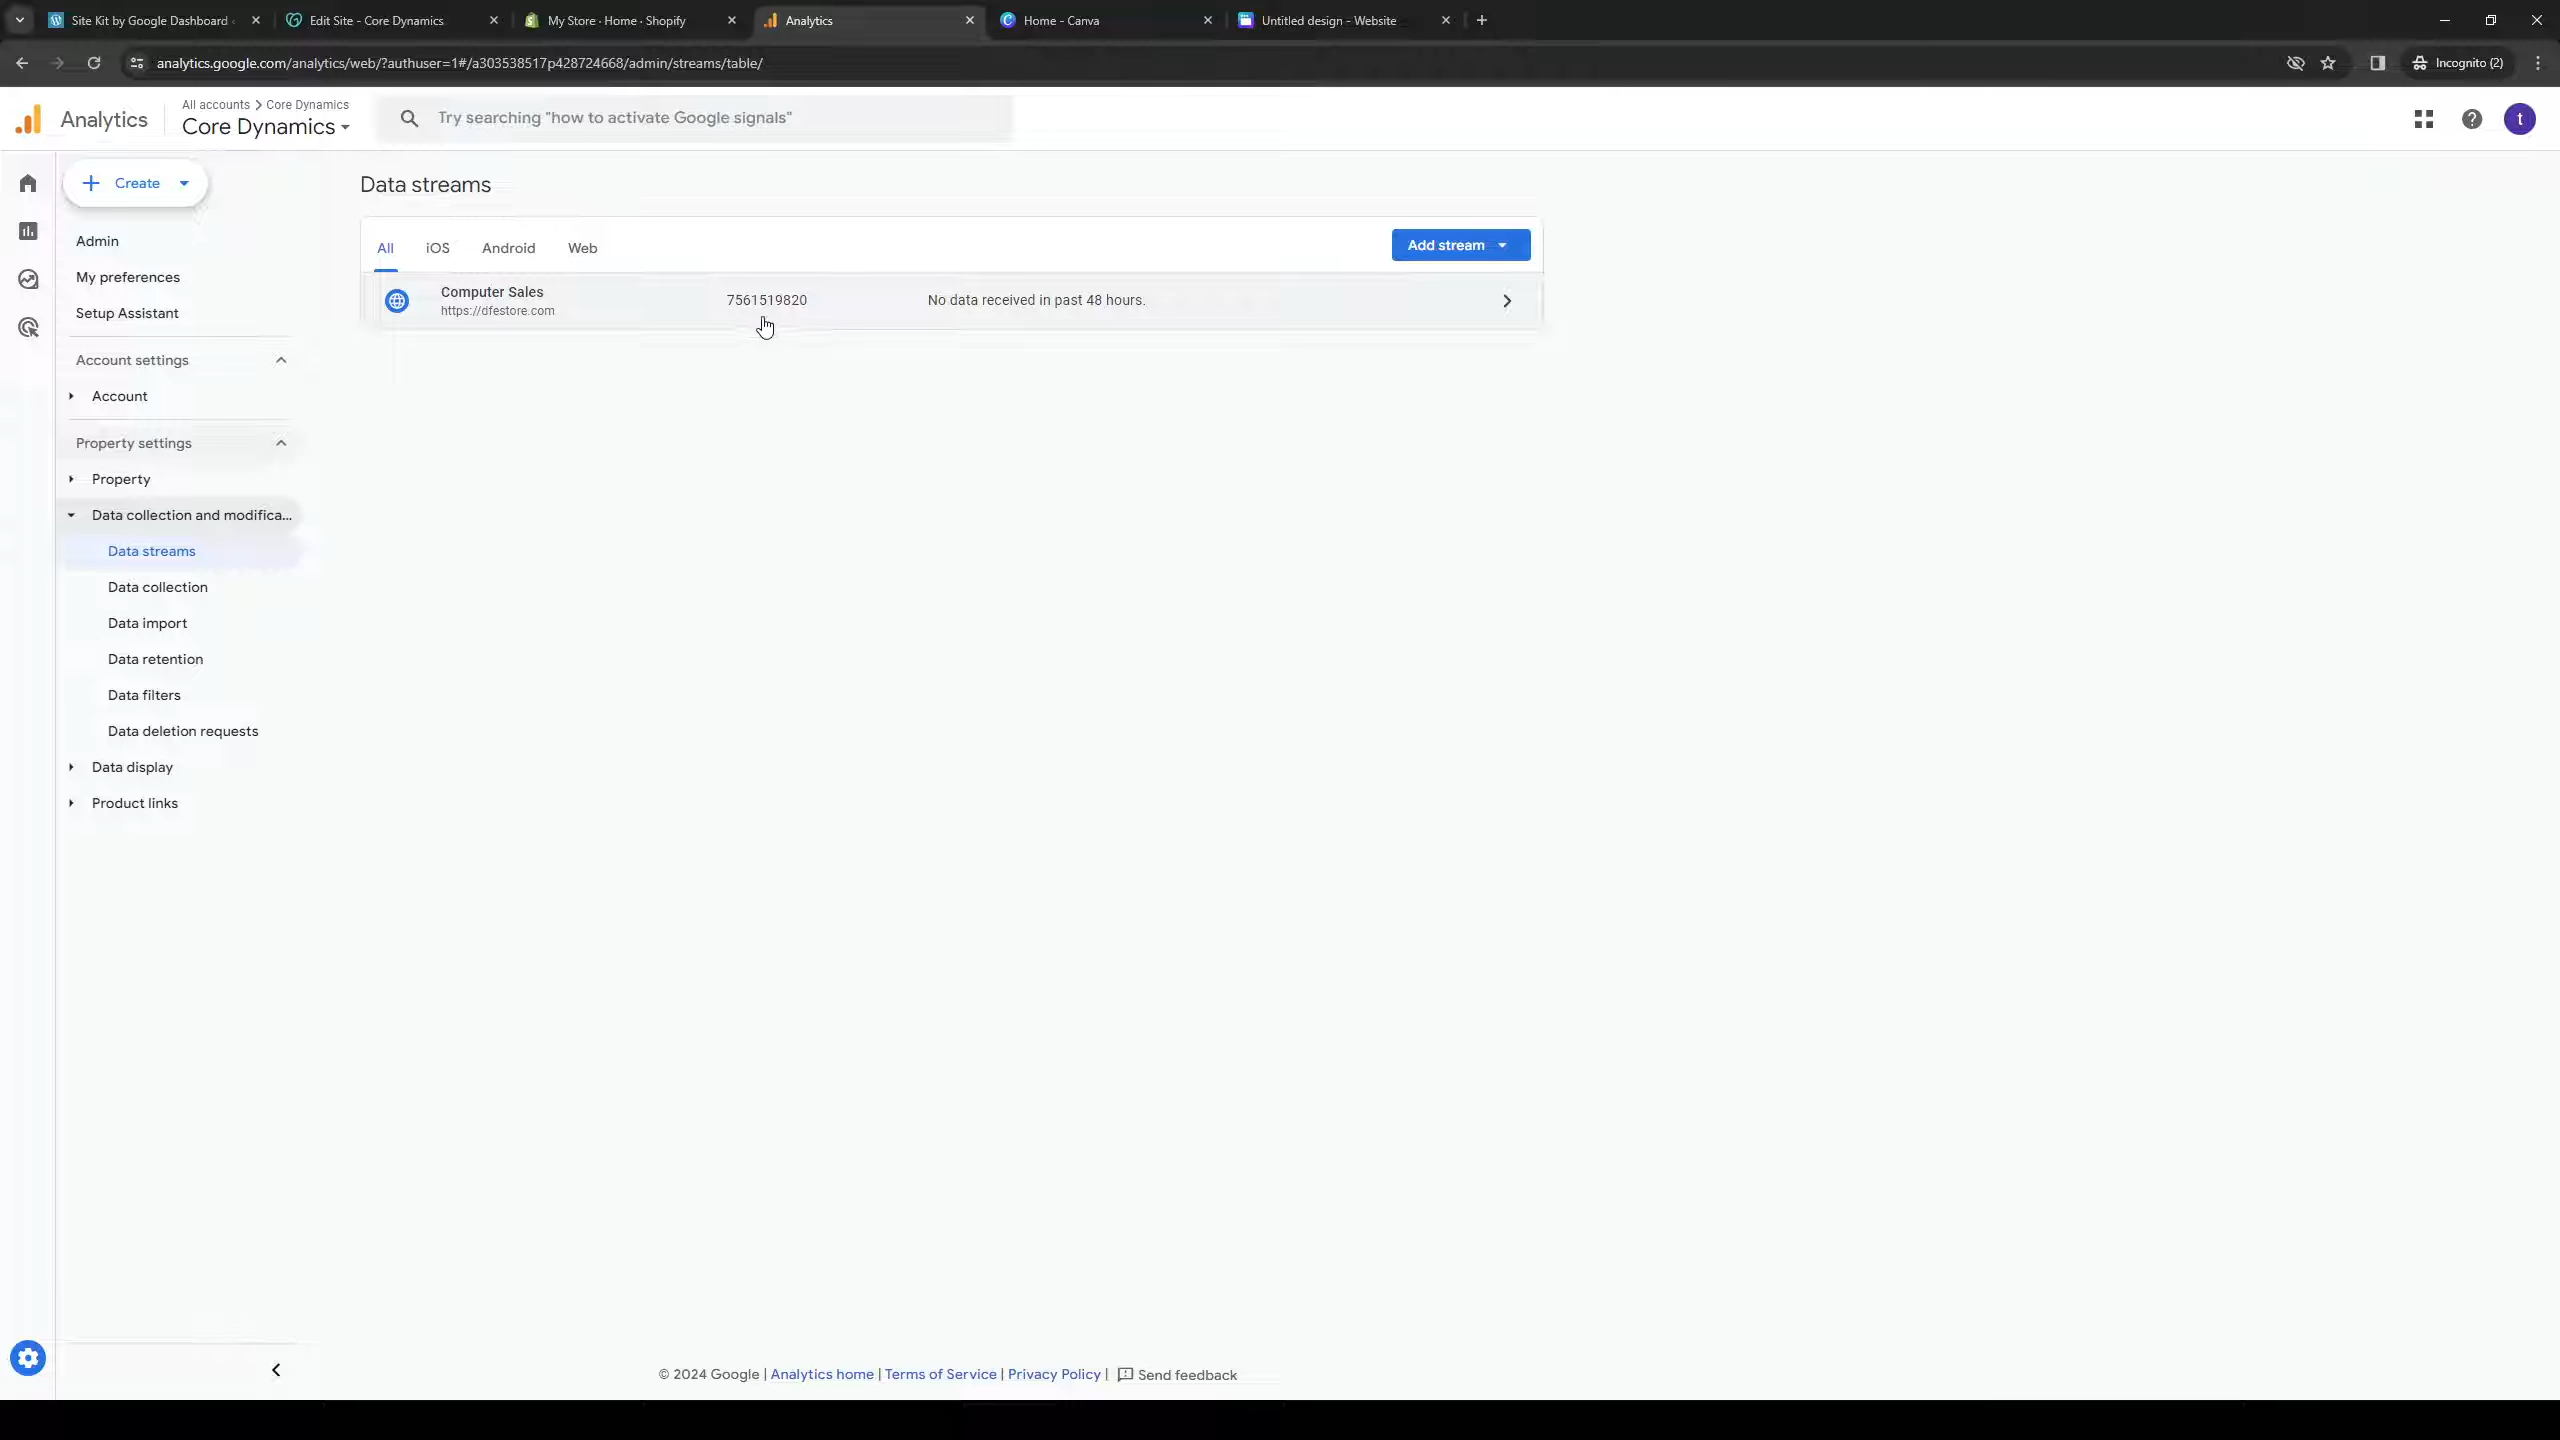 Site Kit by Google Dashboard
Edit Site - Core Dynamics
My Store · Home · Shopify
Analytics
Home - Canva
Untitled design - Website
analytics.google.com/analytics/web/?authuser=1#/a303538517p428724668/admin/streams/table/
Incognito (2)
Analytics
All accounts > Core Dynamics
Core Dynamics
Try searching "how to activate Google signals"
t
Create
Admin
My preferences
Setup Assistant
Account settings
Account
Property settings
Property
Data collection and modifica...
Data streams
Data collection
Data import
Data retention
Data filters
Data deletion requests
Data display
Product links
Data streams
All iOS Android Web
Add stream
Computer Sales
https://dfestore.com
7561519820
No data received in past 48 hours.
© 2024 Google | Analytics home | Terms of Service | Privacy Policy | Send feedback